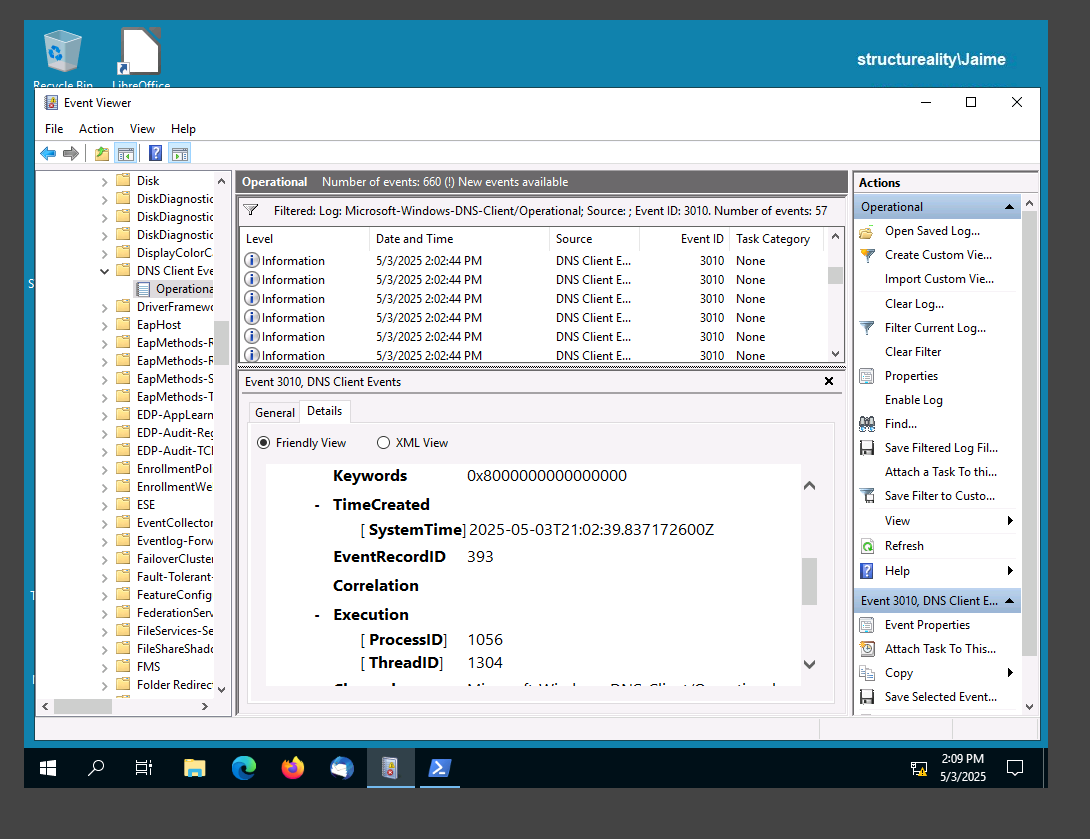 structureality\Jaime
Recycle Bin
LibreOffice
Event Viewer
File Action View Help
Disk
DiskDiagnostic
DiskDiagnostic
DiskDiagnostic
DisplayColorC
DNS Client Eve
Operationa
DriverFramewo
EapHost
EapMethods-R
EapMethods-R
EapMethods-S
EapMethods-T
EDP-AppLearn
EDP-Audit-Reg
EDP-Audit-TCI
EnrollmentPol
EnrollmentWe
ESE
EventCollector
Eventlog-Forw
FailoverCluster
Fault-Tolerant-
FeatureConfig
FederationServ
FileServices-Se
FileShareShado
FMS
Folder Redirec
Operational Number of events: 660 (!) New events available
Filtered: Log: Microsoft-Windows-DNS-Client/Operational; Source: ; Event ID: 3010. Number of events: 57
Level Date and Time Source Event ID Task Category
Information 5/3/2025 2:02:44 PM DNS Client E... 3010 None
Information 5/3/2025 2:02:44 PM DNS Client E... 3010 None
Information 5/3/2025 2:02:44 PM DNS Client E... 3010 None
Information 5/3/2025 2:02:44 PM DNS Client E... 3010 None
Information 5/3/2025 2:02:44 PM DNS Client E... 3010 None
Information 5/3/2025 2:02:44 PM DNS Client E... 3010 None
Event 3010, DNS Client Events
General Details
Friendly View XML View
Keywords 0x8000000000000000
- TimeCreated
[ SystemTime] 2025-05-03T21:02:39.837172600Z
EventRecordID 393
Correlation
- Execution
[ ProcessID] 1056
[ ThreadID] 1304
Actions
Operational
Open Saved Log...
Create Custom Vie...
Import Custom Vie...
Clear Log...
Filter Current Log...
Clear Filter
Properties
Enable Log
Find...
Save Filtered Log Fil...
Attach a Task To thi...
Save Filter to Custo...
View
Refresh
Help
Event 3010, DNS Client E...
Event Properties
Attach Task To This...
Copy
Save Selected Event...
2:09 PM
5/3/2025